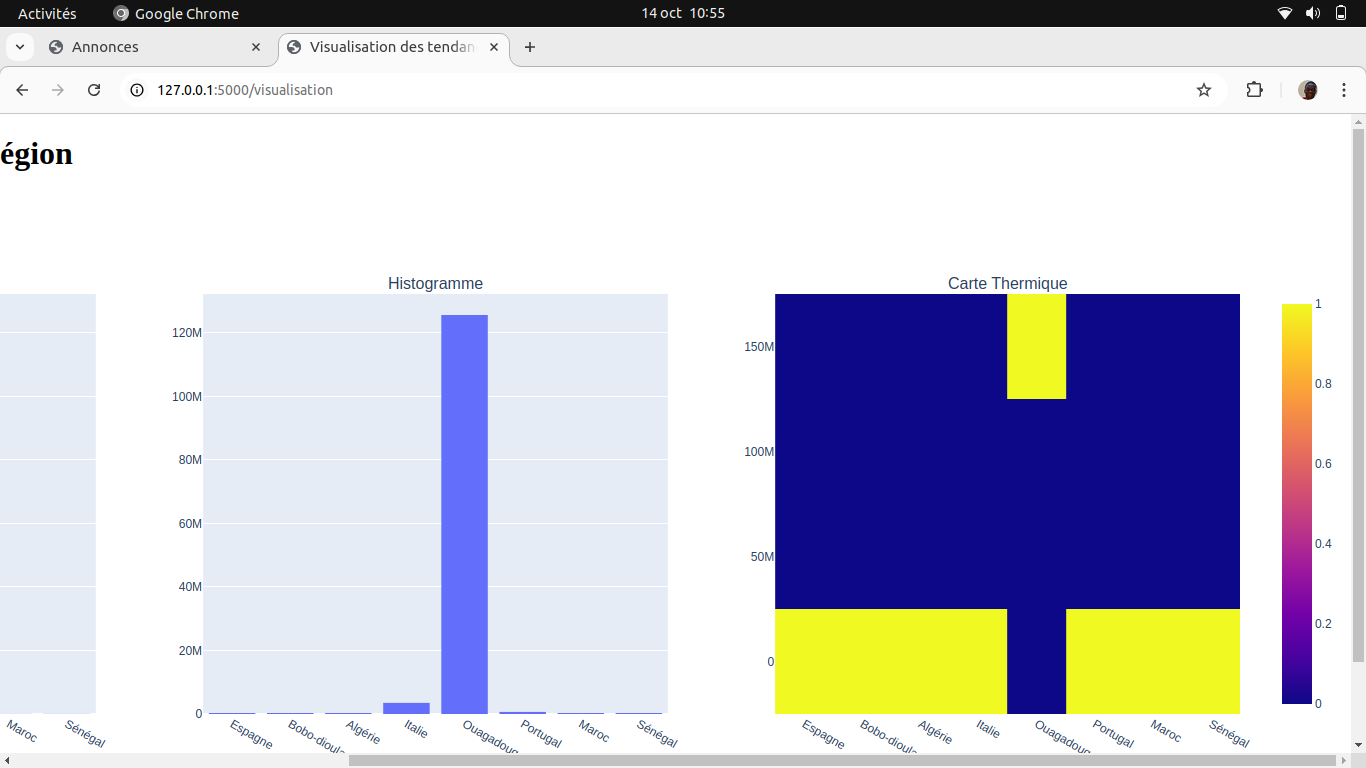 Activités
Google Chrome
14 oct 10:55
Annonces
Visualisation des tendan
127.0.0.1:5000/visualisation
égion
Histogramme
Carte Thermique
120M
100M
80M
60M
40M
20M
0
Maroc
Sénégal
Espagne
Bobo-dioula
Algérie
Italie
Ouagadoug
Portugal
Maroc
Sénégal
150M
100M
50M
0
Espagne
Bobo-dioula
Algérie
Italie
Ouagadoug
Portugal
Maroc
Sénégal
1
0.8
0.6
0.4
0.2
0